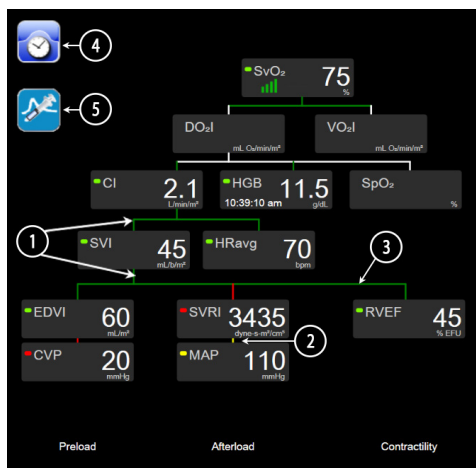 4
5
SvO₂ 75
%
DO₂I
mL O₂/min/m²
VO₂I
mL O₂/min/m²
CI 2.1
L/min/m²
HGB 11.5
10:39:10 am g/dL
SpO₂
%
1
SVI 45
mL/b/m²
HRavg 70
bpm
3
EDVI 60
mL/m²
SVRI 3435
dyne-s-m²/cm⁵
RVEF 45
% EFU
2
CVP 20
mmHg
MAP 110
mmHg
Preload Afterload Contractility